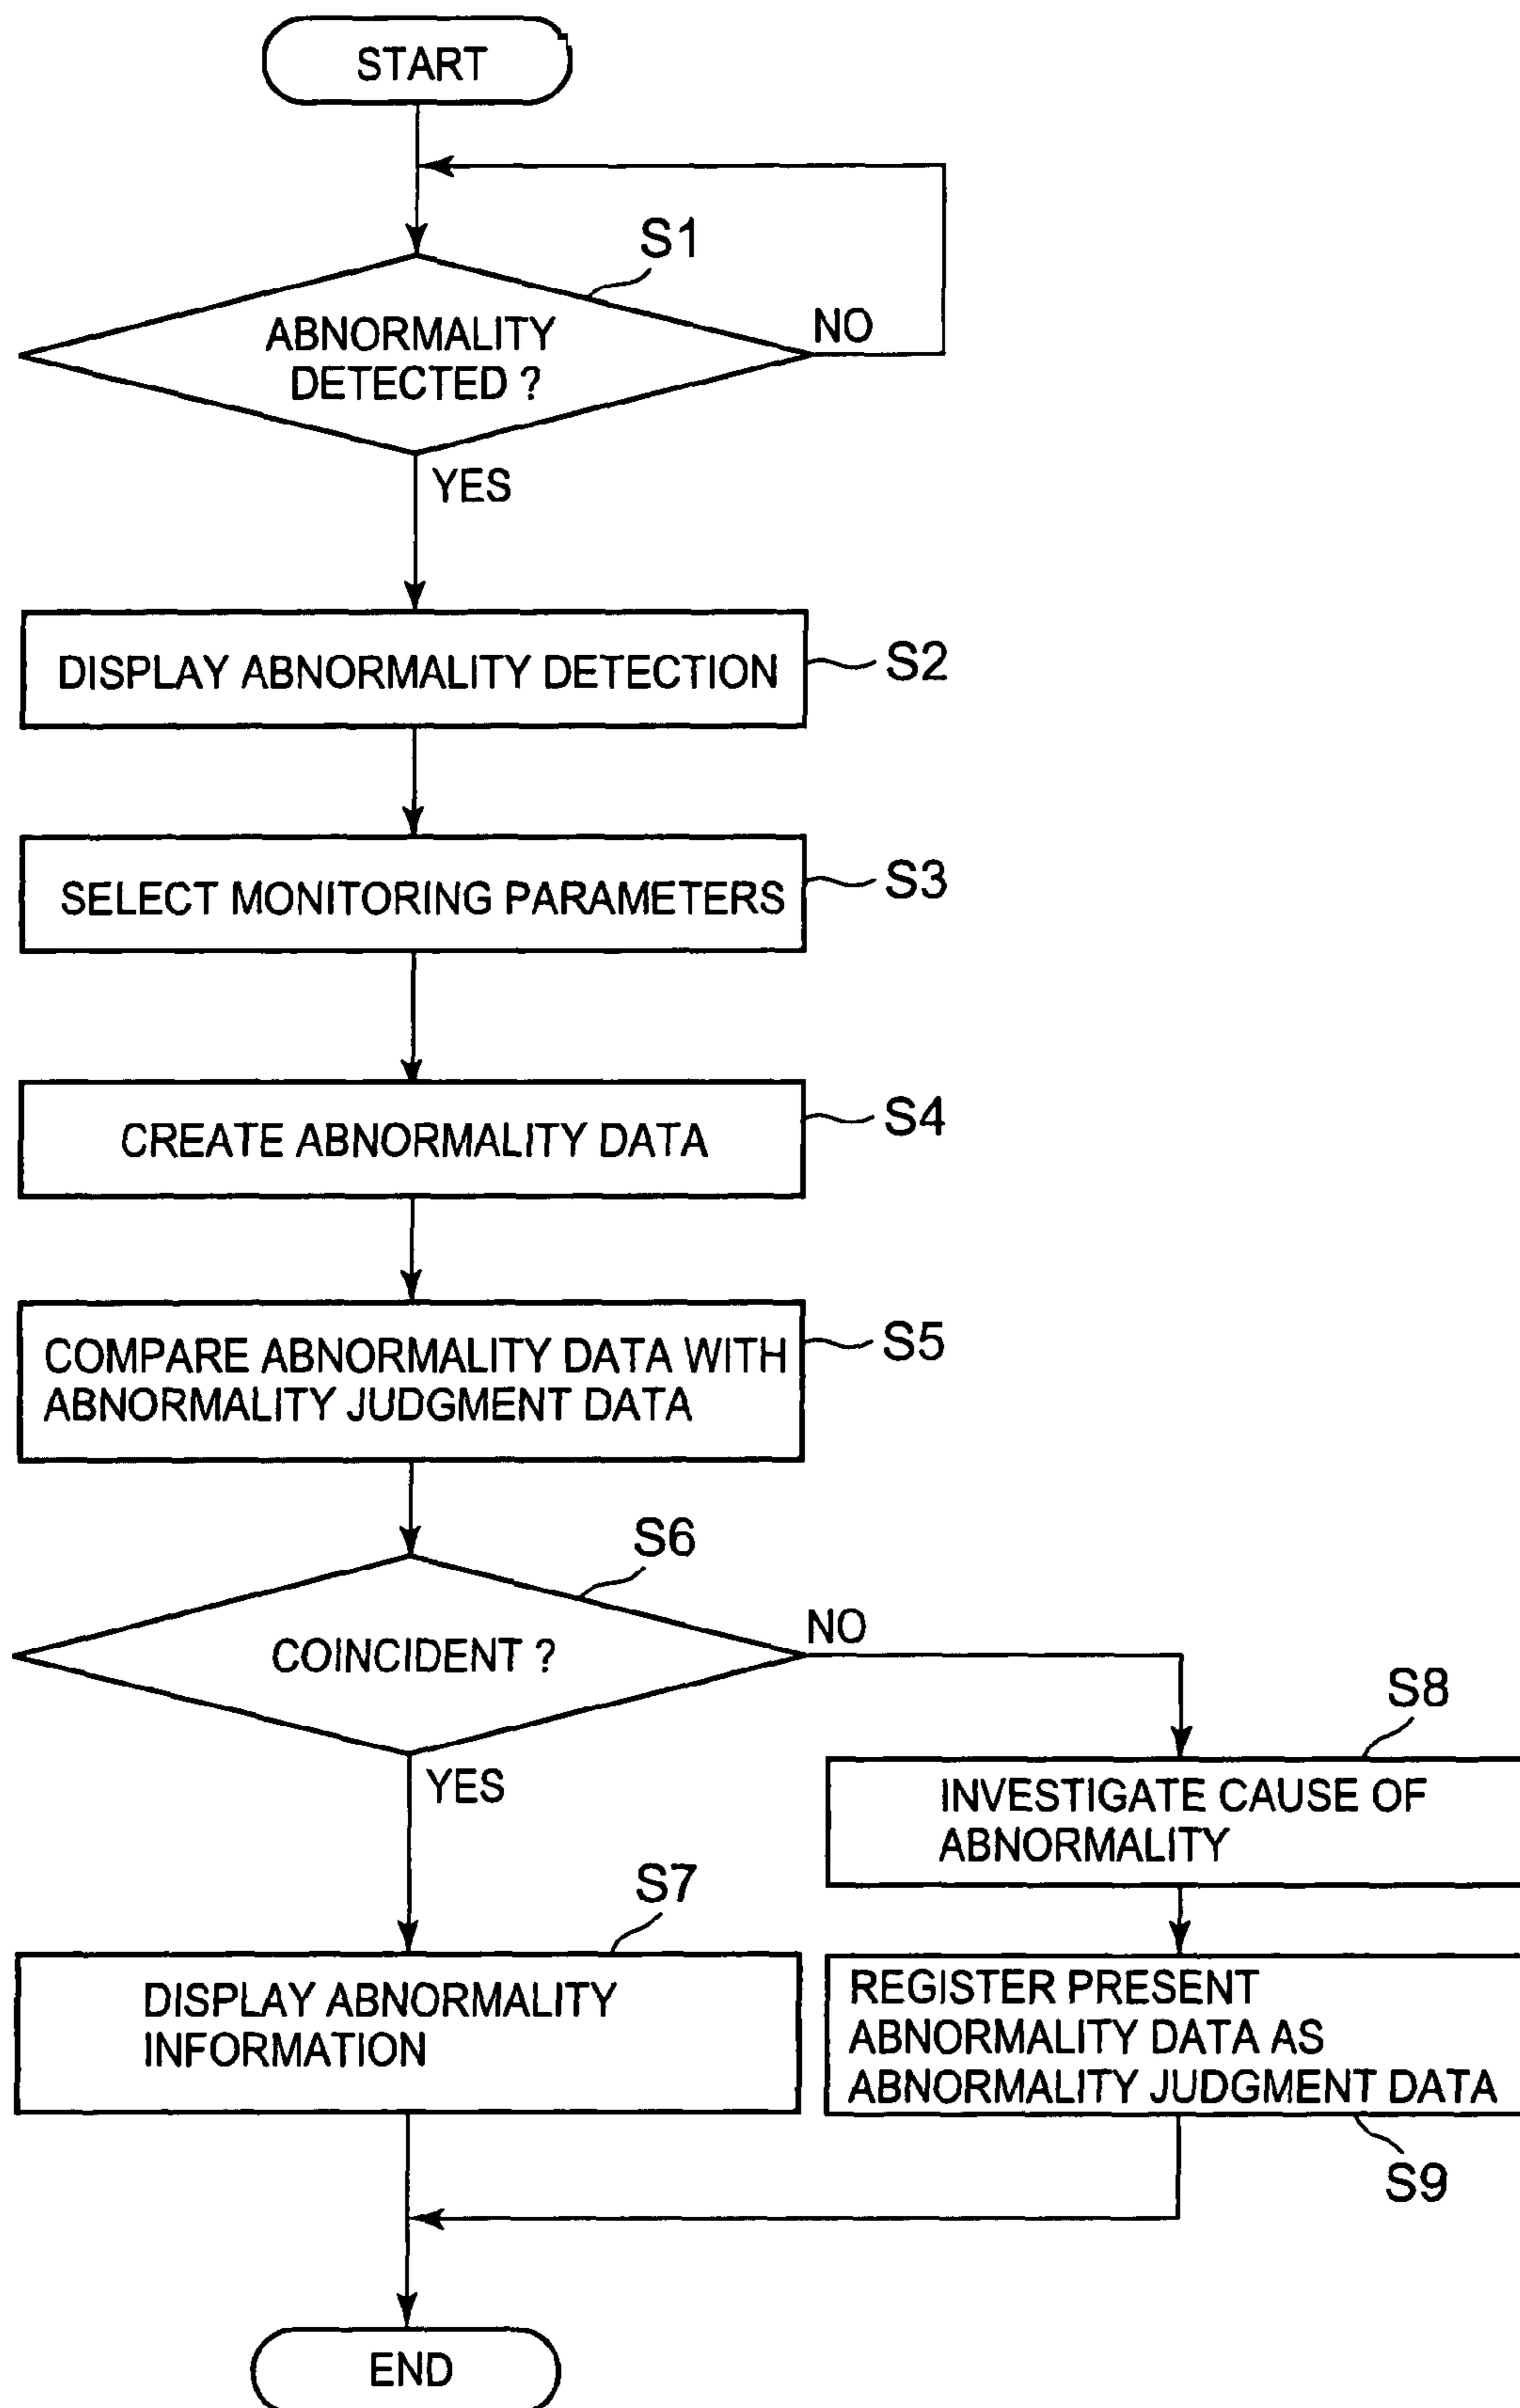 START
S1
ABNORMALITY
DETECTED ?
NO
YES
DISPLAY ABNORMALITY DETECTION
S2
SELECT MONITORING PARAMETERS
S3
CREATE ABNORMALITY DATA
S4
COMPARE ABNORMALITY DATA WITH
ABNORMALITY JUDGMENT DATA
S5
S6
COINCIDENT ?
NO
YES
S8
INVESTIGATE CAUSE OF
ABNORMALITY
S7
DISPLAY ABNORMALITY
INFORMATION
REGISTER PRESENT
ABNORMALITY DATA AS
ABNORMALITY JUDGMENT DATA
S9
END